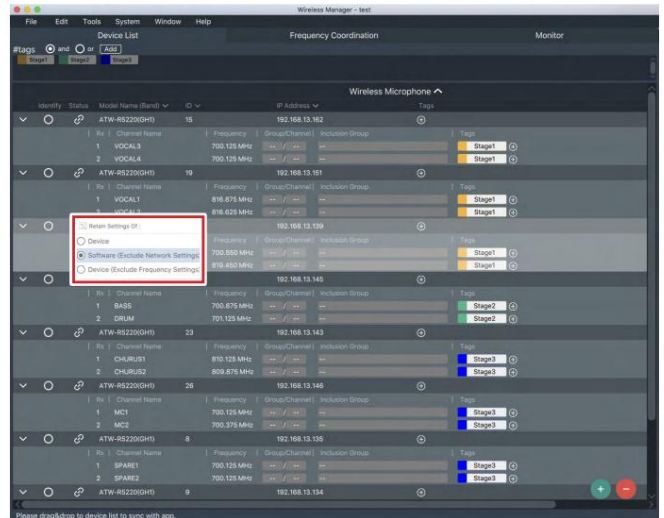 Wireless Manager - test
File Edit Tools System Window Help
Device List Frequency Coordination Monitor
#tags and or Add
Stage1 Stage2 Stage3
Wireless Microphone
Identify Status Model Name (Band) ID IP Address Tags
ATW-R5220(GH1) 15 192.168.13.162
Rx Channel Name Frequency Group/Channel Inclusion Group Tags
1 VOCAL3 700.125 MHz -- / -- -- Stage1
2 VOCAL4 700.125 MHz -- / -- -- Stage1
ATW-R5220(GH1) 19 192.168.13.151
Rx Channel Name Frequency Group/Channel Inclusion Group Tags
1 VOCAL1 816.875 MHz -- / -- -- Stage1
2 VOCAL2 816.625 MHz -- / -- -- Stage1
192.168.13.139
Retain Settings Of :
Frequency Group/Channel Inclusion Group Tags
Device
700.550 MHz -- / -- -- Stage1
Software (Exclude Network Settings
819.450 MHz -- / -- -- Stage1
Device (Exclude Frequency Settings)
192.168.13.145
Rx Channel Name Frequency Group/Channel Inclusion Group Tags
1 BASS 700.875 MHz -- / -- -- Stage2
2 DRUM 701.125 MHz -- / -- -- Stage2
ATW-R5220(GH1) 23 192.168.13.143
Rx Channel Name Frequency Group/Channel Inclusion Group Tags
1 CHURUS1 810.125 MHz -- / -- -- Stage3
2 CHURUS2 809.875 MHz -- / -- -- Stage3
ATW-R5220(GH1) 26 192.168.13.146
Rx Channel Name Frequency Group/Channel Inclusion Group Tags
1 MC1 700.125 MHz -- / -- -- Stage3
2 MC2 700.375 MHz -- / -- -- Stage3
ATW-R5220(GH1) 8 192.168.13.135
Rx Channel Name Frequency Group/Channel Inclusion Group Tags
1 SPARE1 700.125 MHz -- / -- -- Stage3
2 SPARE2 700.125 MHz -- / -- -- Stage3
ATW-R5220(GH1) 9 192.168.13.134
Please drag&drop to device list to sync with app.